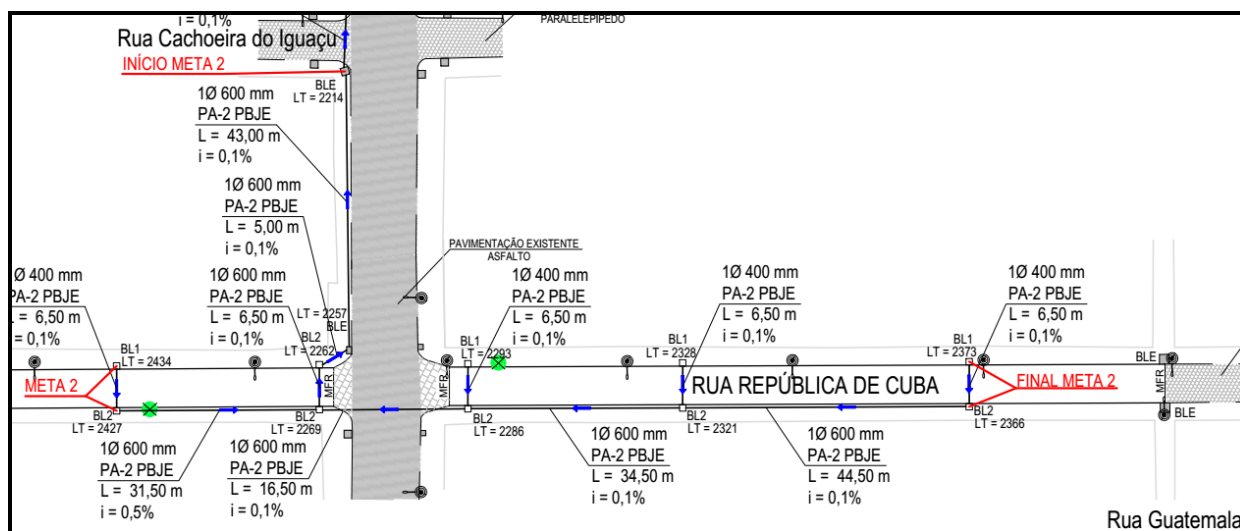 i = 0,1%
PARALELEPIPEDO
Rua Cachoeira do Iguaçu
INÍCIO META 2
BLE
LT = 2214
1Ø 600 mm
PA-2 PBJE
L = 43,00 m
i = 0,1%
1Ø 600 mm
PA-2 PBJE
L = 5,00 m
i = 0,1%
PAVIMENTAÇÃO EXISTENTE
ASFALTO
Ø 400 mm
PA-2 PBJE
L = 6,50 m
i = 0,1%
1Ø 600 mm
PA-2 PBJE
L = 6,50 m
i = 0,1%
LT = 2257
BLE
BL2
LT = 2262
1Ø 400 mm
PA-2 PBJE
L = 6,50 m
i = 0,1%
1Ø 400 mm
PA-2 PBJE
L = 6,50 m
i = 0,1%
1Ø 400 mm
PA-2 PBJE
L = 6,50 m
i = 0,1%
BL1
LT = 2434
BL1
LT = 2293
BL1
LT = 2328
BL1
LT = 2373
BLE
META 2
MFR
MFR
RUA REPÚBLICA DE CUBA
FINAL META 2
MFR
BL2
LT = 2427
BL2
LT = 2269
BL2
LT = 2286
BL2
LT = 2321
BL2
LT = 2366
BLE
1Ø 600 mm
PA-2 PBJE
L = 31,50 m
i = 0,5%
1Ø 600 mm
PA-2 PBJE
L = 16,50 m
i = 0,1%
1Ø 600 mm
PA-2 PBJE
L = 34,50 m
i = 0,1%
1Ø 600 mm
PA-2 PBJE
L = 44,50 m
i = 0,1%
Rua Guatemala